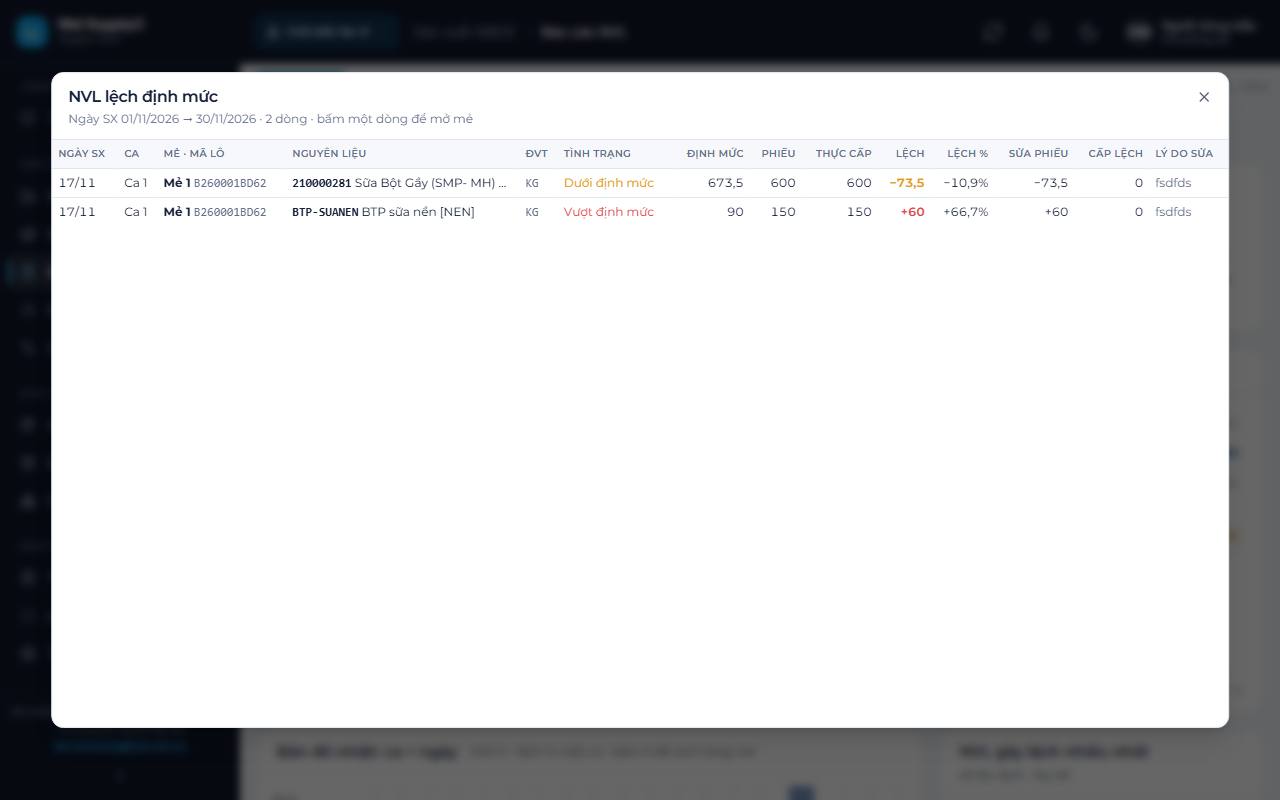 NVL lệch định mức
Ngày SX 01/11/2026 → 30/11/2026 · 2 dòng · bấm một dòng để mở mẻ
NGÀY SX CA MẺ · MÃ LÔ NGUYÊN LIỆU ĐVT TÌNH TRẠNG ĐỊNH MỨC PHIẾU THỰC CẤP LỆCH LỆCH % SỬA PHIẾU CẤP LỆCH LÝ DO SỬA
17/11 Ca 1 Mẻ 1 B260001BD62 210000281 Sữa Bột Gầy (SMP- MH) ... KG Dưới định mức 673,5 600 600 −73,5 −10,9% −73,5 0 fsdfds
17/11 Ca 1 Mẻ 1 B260001BD62 BTP-SUANEN BTP sữa nền [NEN] KG Vượt định mức 90 150 150 +60 +66,7% +60 0 fsdfds